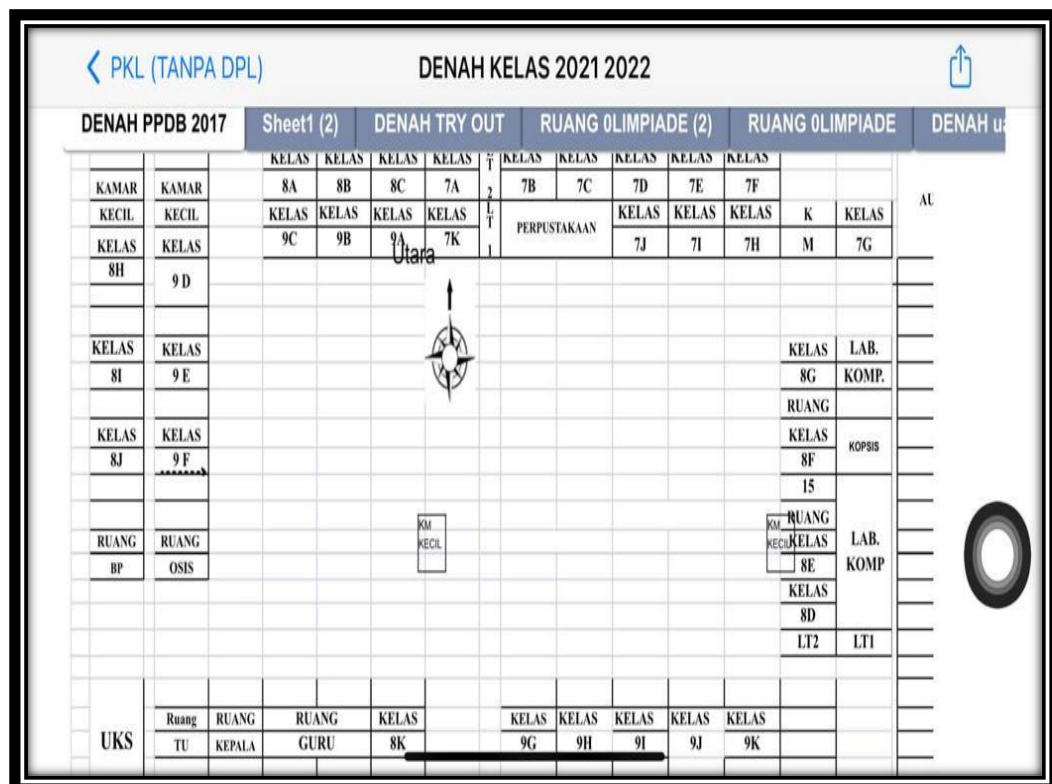 PKL (TANPA DPL) DENAH KELAS 2021 2022
DENAH PPDB 2017 Sheet1 (2) DENAH TRY OUT RUANG 0LIMPIADE (2) RUANG 0LIMPIADE DENAH
KELAS KELAS KELAS KELAS T KELAS KELAS KELAS KELAS KELAS
KAMAR KAMAR 8A 8B 8C 7A 2 7B 7C 7D 7E 7F
AU
KECIL KECIL KELAS KELAS KELAS KELAS L PERPUSTAKAAN KELAS KELAS KELAS K KELAS
T
KELAS KELAS 9C 9B 9A 7K 1 7J 7I 7H M 7G
Utara
8H 9 D
KELAS KELAS KELAS LAB.
8I 9 E 8G KOMP.
RUANG
KELAS KELAS KELAS KOPSIS
8J 9 F 8F
15
KM KM RUANG
RUANG RUANG KECIL KECIL KELAS LAB.
BP OSIS 8E KOMP
KELAS
8D
LT2 LT1
UKS Ruang RUANG RUANG KELAS KELAS KELAS KELAS KELAS KELAS
TU KEPALA GURU 8K 9G 9H 9I 9J 9K